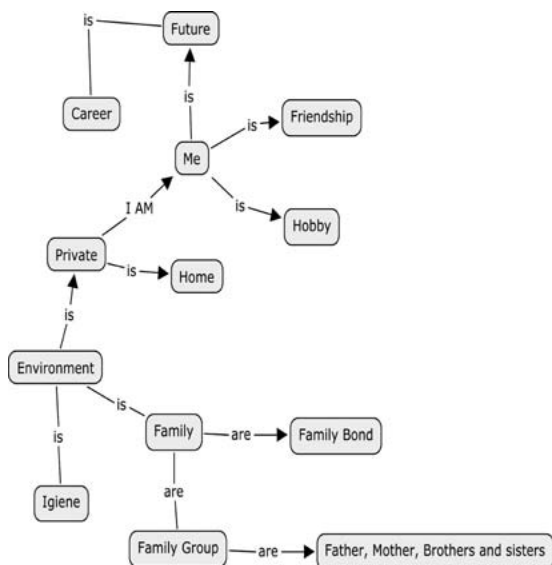 is
Future
Career
is
Friendship
is
Me
I AM
is
Hobby
Private
is
Home
is
Environment
is
Family
are
Family Bond
is
Igiene
are
Family Group
are
Father, Mother, Brothers and sisters